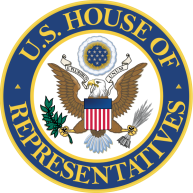 U.S. HOUSE OF
REPRESENTATIVES